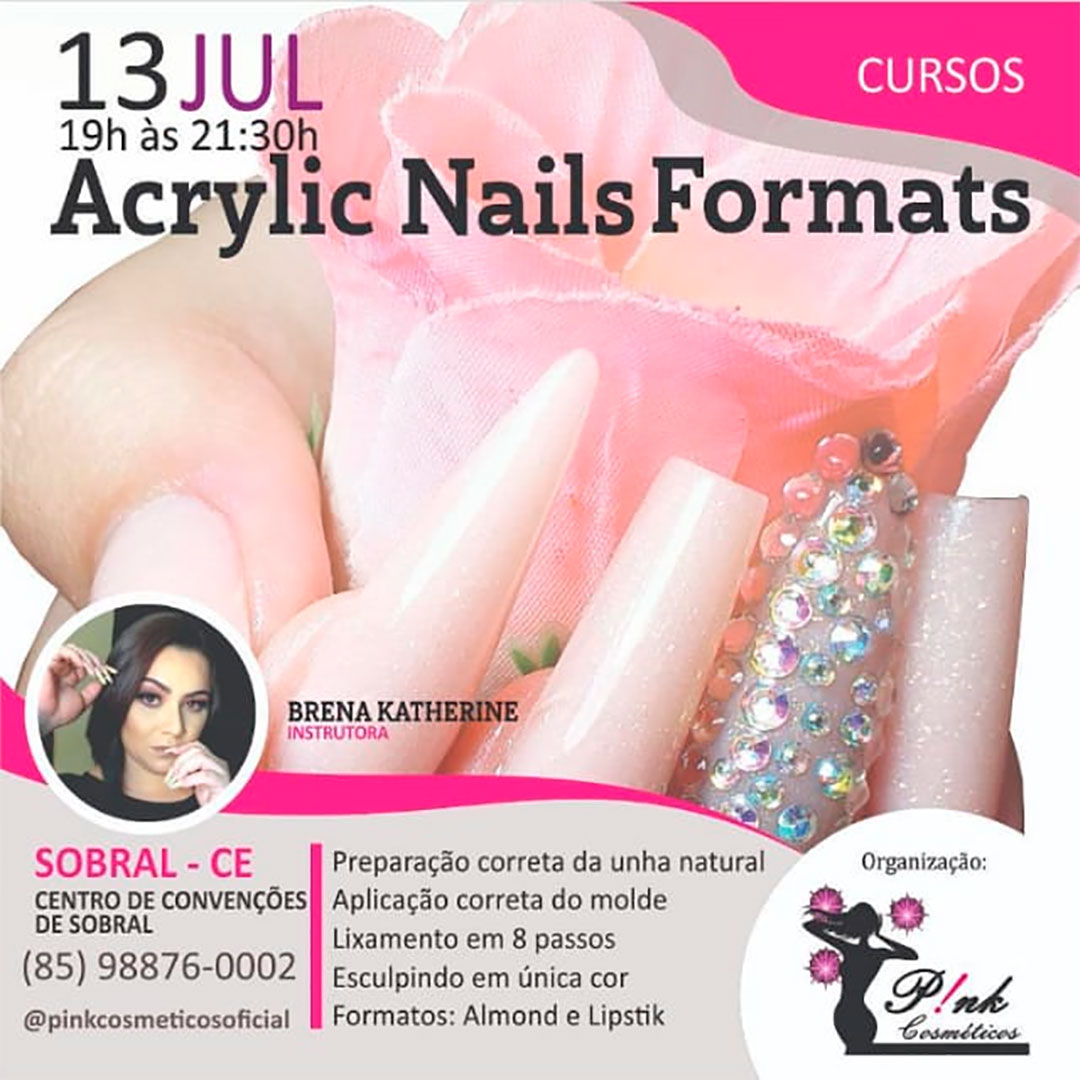 13 JUL
19h às 21:30h
CURSOS
Acrylic Nails Formats
BRENA KATHERINE
INSTRUTORA
SOBRAL - CE
CENTRO DE CONVENÇÕES
DE SOBRAL
(85) 98876-0002
@pinkcosmeticosoficial
Preparação correta da unha natural
Aplicação correta do molde
Lixamento em 8 passos
Esculpindo em única cor
Formatos: Almond e Lipstik
Organização:
P!nk
Cosméticos